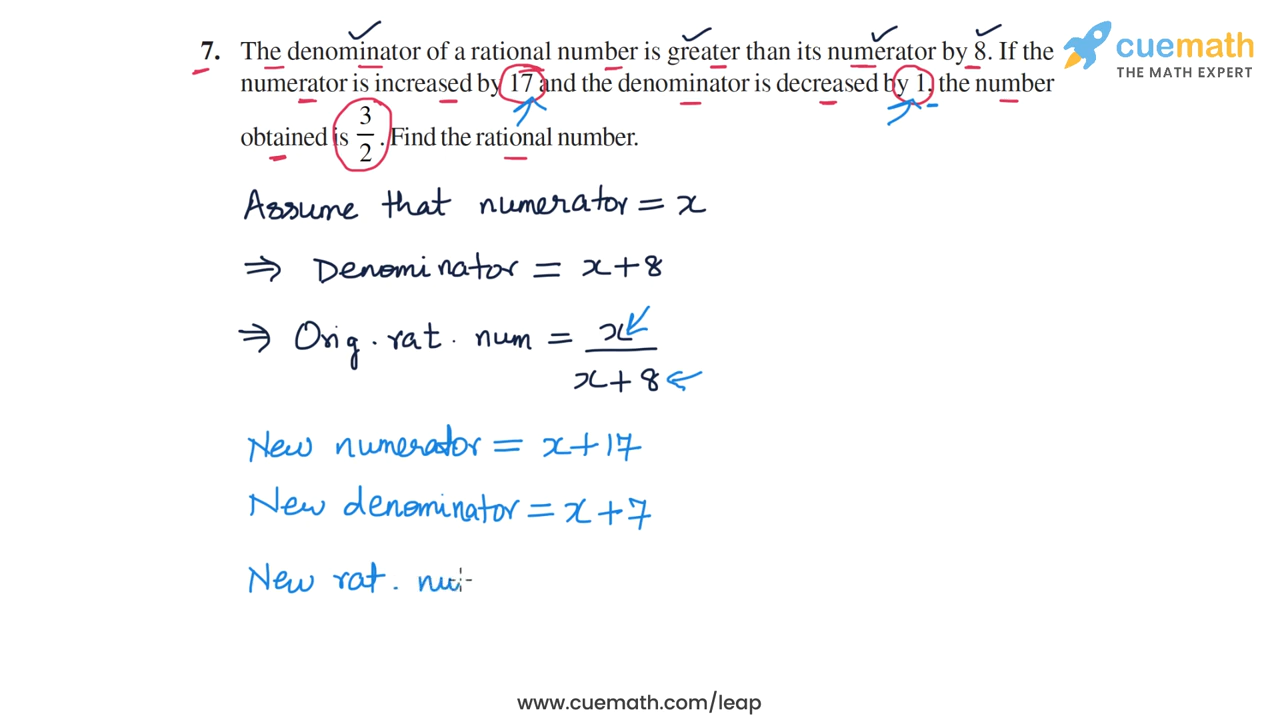 7. The denominator of a rational number is greater than its numerator by 8. If the
numerator is increased by 17 and the denominator is decreased by 1, the number
obtained is 3/2. Find the rational number.
cuemath
THE MATH EXPERT
Assume that numerator = x
⇒ Denominator = x+8
⇒ Orig. rat. num = x/(x+8)
New numerator = x+17
New denominator = x+7
New rat.
www.cuemath.com/leap